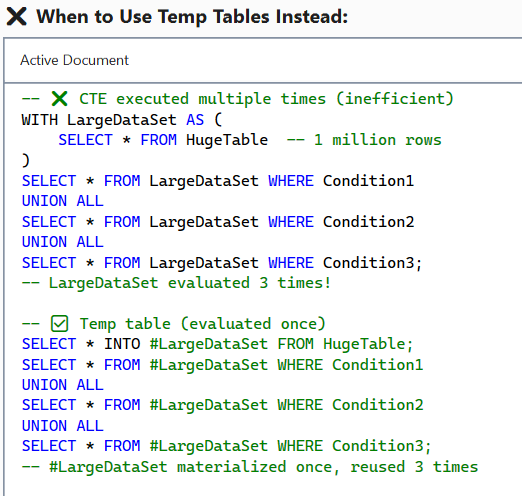 ❌ When to Use Temp Tables Instead:
Active Document
-- ❌ CTE executed multiple times (inefficient)
WITH LargeDataSet AS (
    SELECT * FROM HugeTable  -- 1 million rows
)
SELECT * FROM LargeDataSet WHERE Condition1
UNION ALL
SELECT * FROM LargeDataSet WHERE Condition2
UNION ALL
SELECT * FROM LargeDataSet WHERE Condition3;
-- LargeDataSet evaluated 3 times!

-- ✅ Temp table (evaluated once)
SELECT * INTO #LargeDataSet FROM HugeTable;
SELECT * FROM #LargeDataSet WHERE Condition1
UNION ALL
SELECT * FROM #LargeDataSet WHERE Condition2
UNION ALL
SELECT * FROM #LargeDataSet WHERE Condition3;
-- #LargeDataSet materialized once, reused 3 times